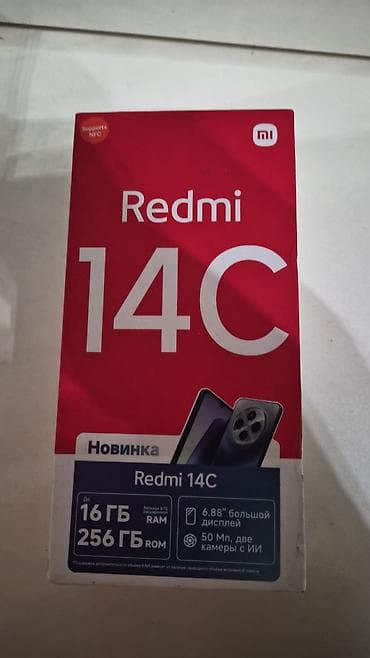 Supports
NFC
mi
Redmi
14C
Новинка
Redmi 14C
До
16 ГБ RAM
256 ГБ ROM
6.88" большой
дисплей
50 Мп, две
камеры с ИИ